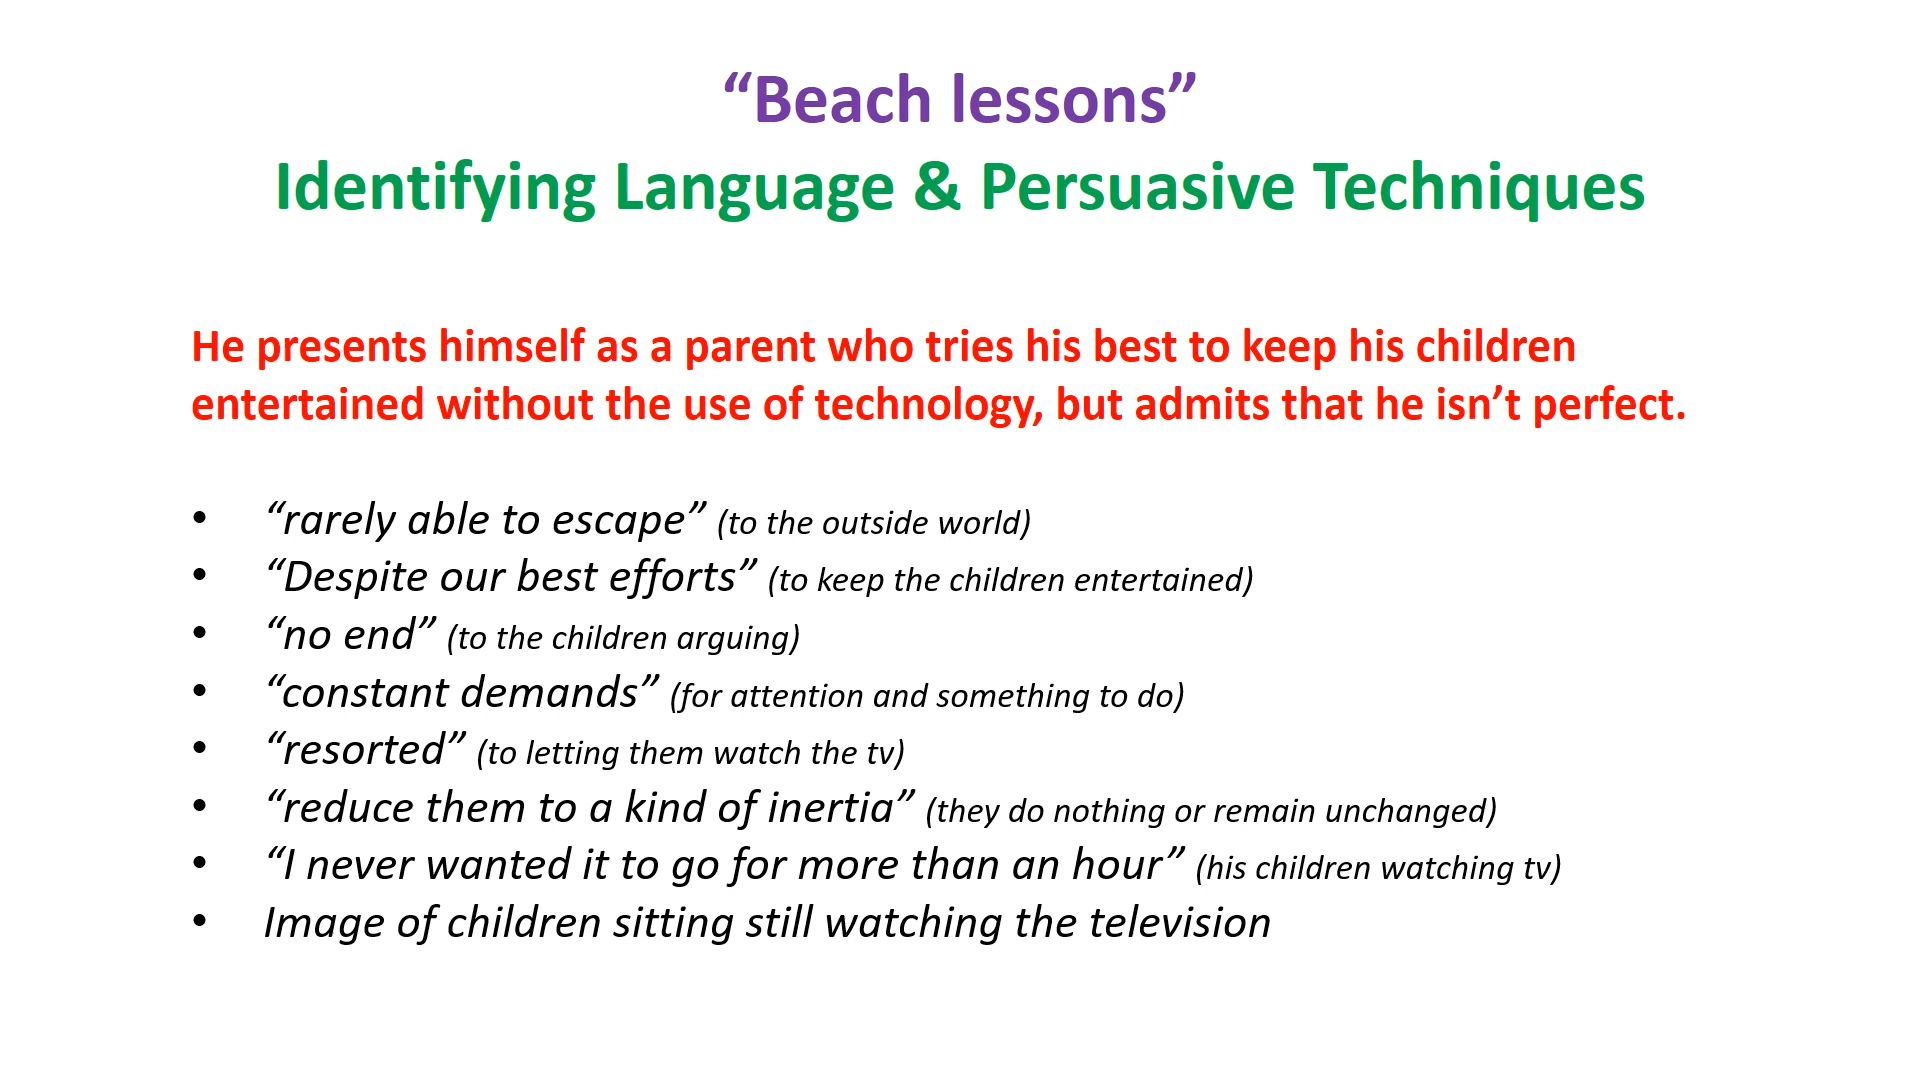 “Beach lessons”
Identifying Language & Persuasive Techniques
He presents himself as a parent who tries his best to keep his children
entertained without the use of technology, but admits that he isn’t perfect.
• “rarely able to escape” (to the outside world)
• “Despite our best efforts” (to keep the children entertained)
• “no end” (to the children arguing)
• “constant demands” (for attention and something to do)
• “resorted” (to letting them watch the tv)
• “reduce them to a kind of inertia” (they do nothing or remain unchanged)
• “I never wanted it to go for more than an hour” (his children watching tv)
• Image of children sitting still watching the television